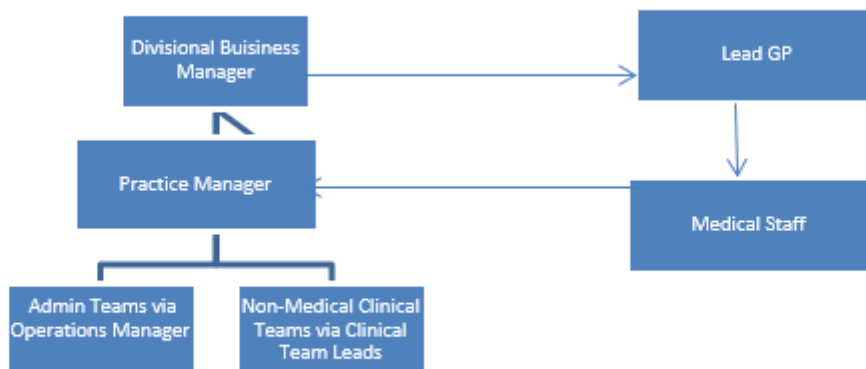 Divisional Buisiness
Manager
Lead GP
Practice Manager
Medical Staff
Admin Teams via
Operations Manager
Non-Medical Clinical
Teams via Clinical
Team Leads